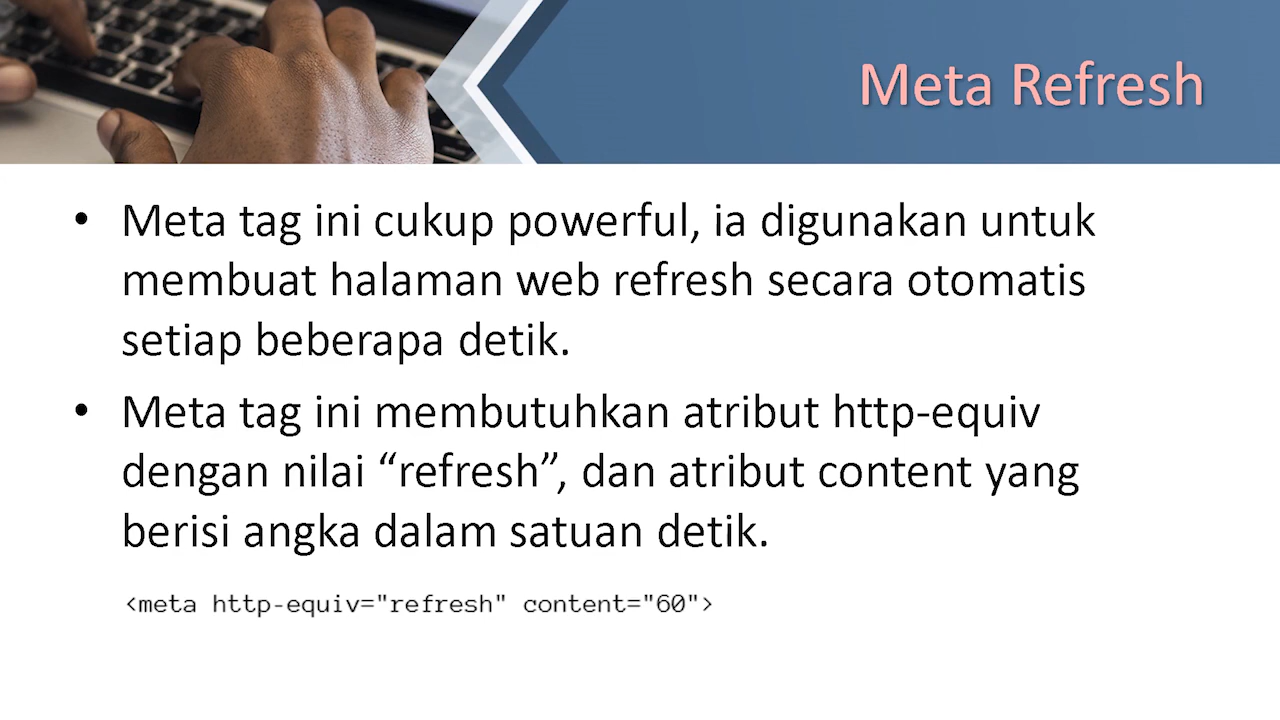 Meta Refresh
• Meta tag ini cukup powerful, ia digunakan untuk
membuat halaman web refresh secara otomatis
setiap beberapa detik.
• Meta tag ini membutuhkan atribut http-equiv
dengan nilai “refresh”, dan atribut content yang
berisi angka dalam satuan detik.
<meta http-equiv="refresh" content="60">